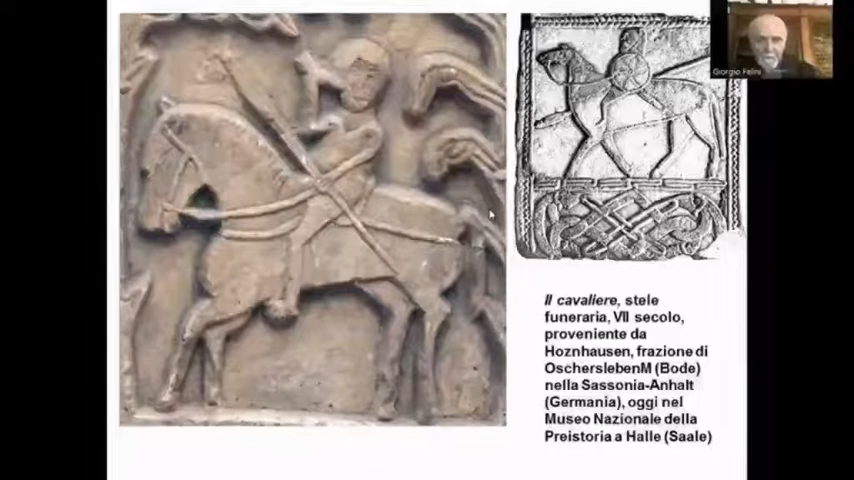 Giorgio Felini
Il cavaliere, stele
funeraria, VII secolo,
proveniente da
Hoznhausen, frazione di
OscherslebenM (Bode)
nella Sassonia-Anhalt
(Germania), oggi nel
Museo Nazionale della
Preistoria a Halle (Saale)